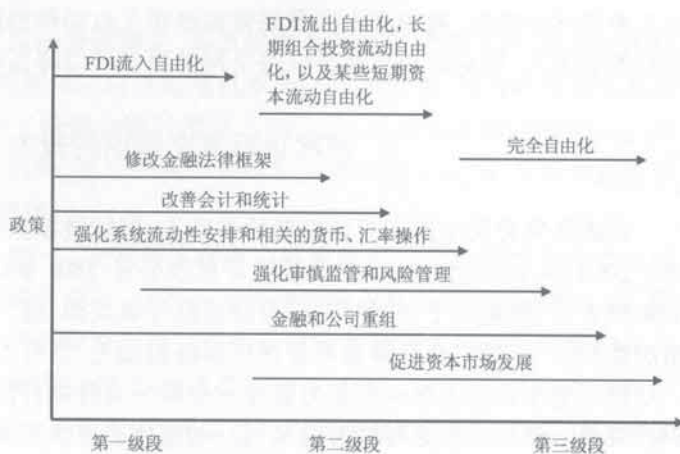 FDI流出自由化，长
期组合投资流动自由
化，以及某些短期资
本流动自由化
FDI流入自由化
完全自由化
修改金融法律框架
改善会计和统计
政策
强化系统流动性安排和相关的货币、汇率操作
强化审慎监管和风险管理
金融和公司重组
促进资本市场发展
第一级段
第二级段
第三级段